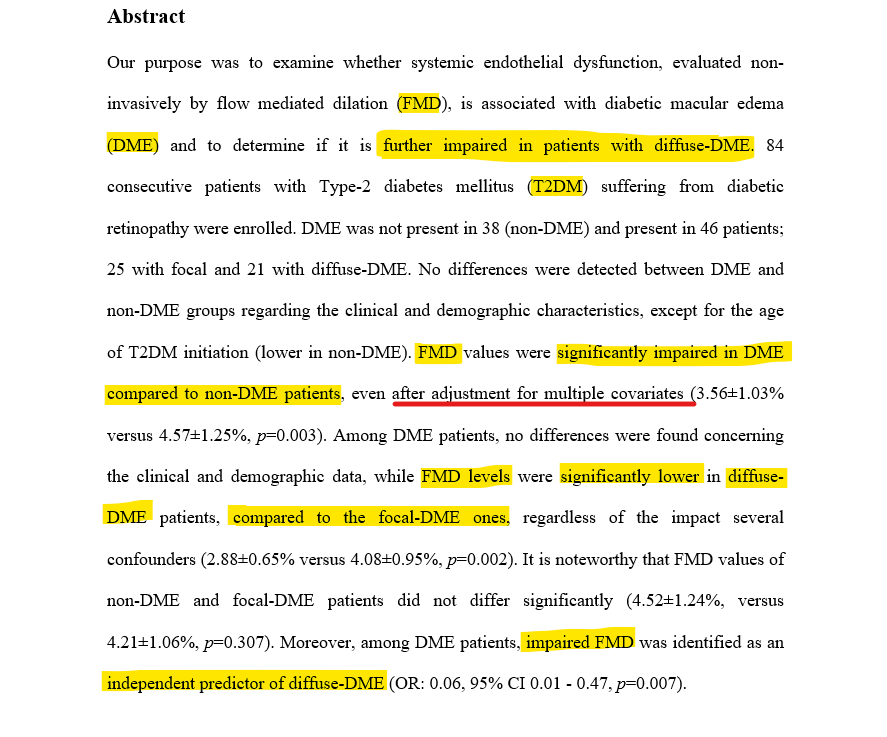 Abstract
Our purpose was to examine whether systemic endothelial dysfunction, evaluated non-
invasively by flow mediated dilation (FMD), is associated with diabetic macular edema
(DME) and to determine if it is further impaired in patients with diffuse-DME. 84
consecutive patients with Type-2 diabetes mellitus (T2DM) suffering from diabetic
retinopathy were enrolled. DME was not present in 38 (non-DME) and present in 46 patients;
25 with focal and 21 with diffuse-DME. No differences were detected between DME and
non-DME groups regarding the clinical and demographic characteristics, except for the age
of T2DM initiation (lower in non-DME). FMD values were significantly impaired in DME
compared to non-DME patients, even after adjustment for multiple covariates (3.56±1.03%
versus 4.57±1.25%, p=0.003). Among DME patients, no differences were found concerning
the clinical and demographic data, while FMD levels were significantly lower in diffuse-
DME patients, compared to the focal-DME ones, regardless of the impact several
confounders (2.88±0.65% versus 4.08±0.95%, p=0.002). It is noteworthy that FMD values of
non-DME and focal-DME patients did not differ significantly (4.52±1.24%, versus
4.21±1.06%, p=0.307). Moreover, among DME patients, impaired FMD was identified as an
independent predictor of diffuse-DME (OR: 0.06, 95% CI 0.01 - 0.47, p=0.007).